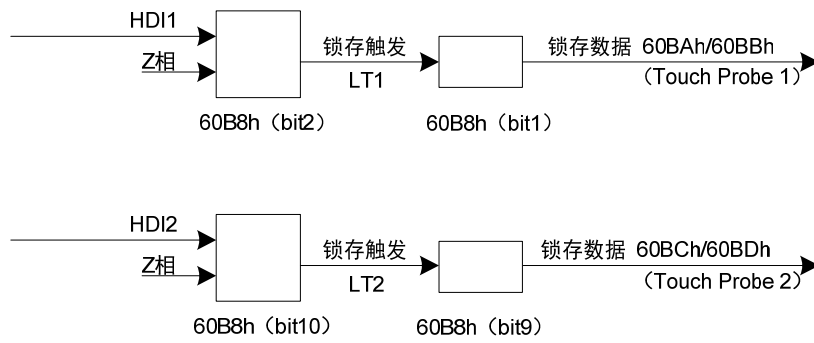 HDI1
Z相
锁存触发
LT1
锁存数据 60BAh/60BBh
（Touch Probe 1）
60B8h（bit2）
60B8h（bit1）
HDI2
Z相
锁存触发
LT2
锁存数据 60BCh/60BDh
（Touch Probe 2）
60B8h（bit10）
60B8h（bit9）